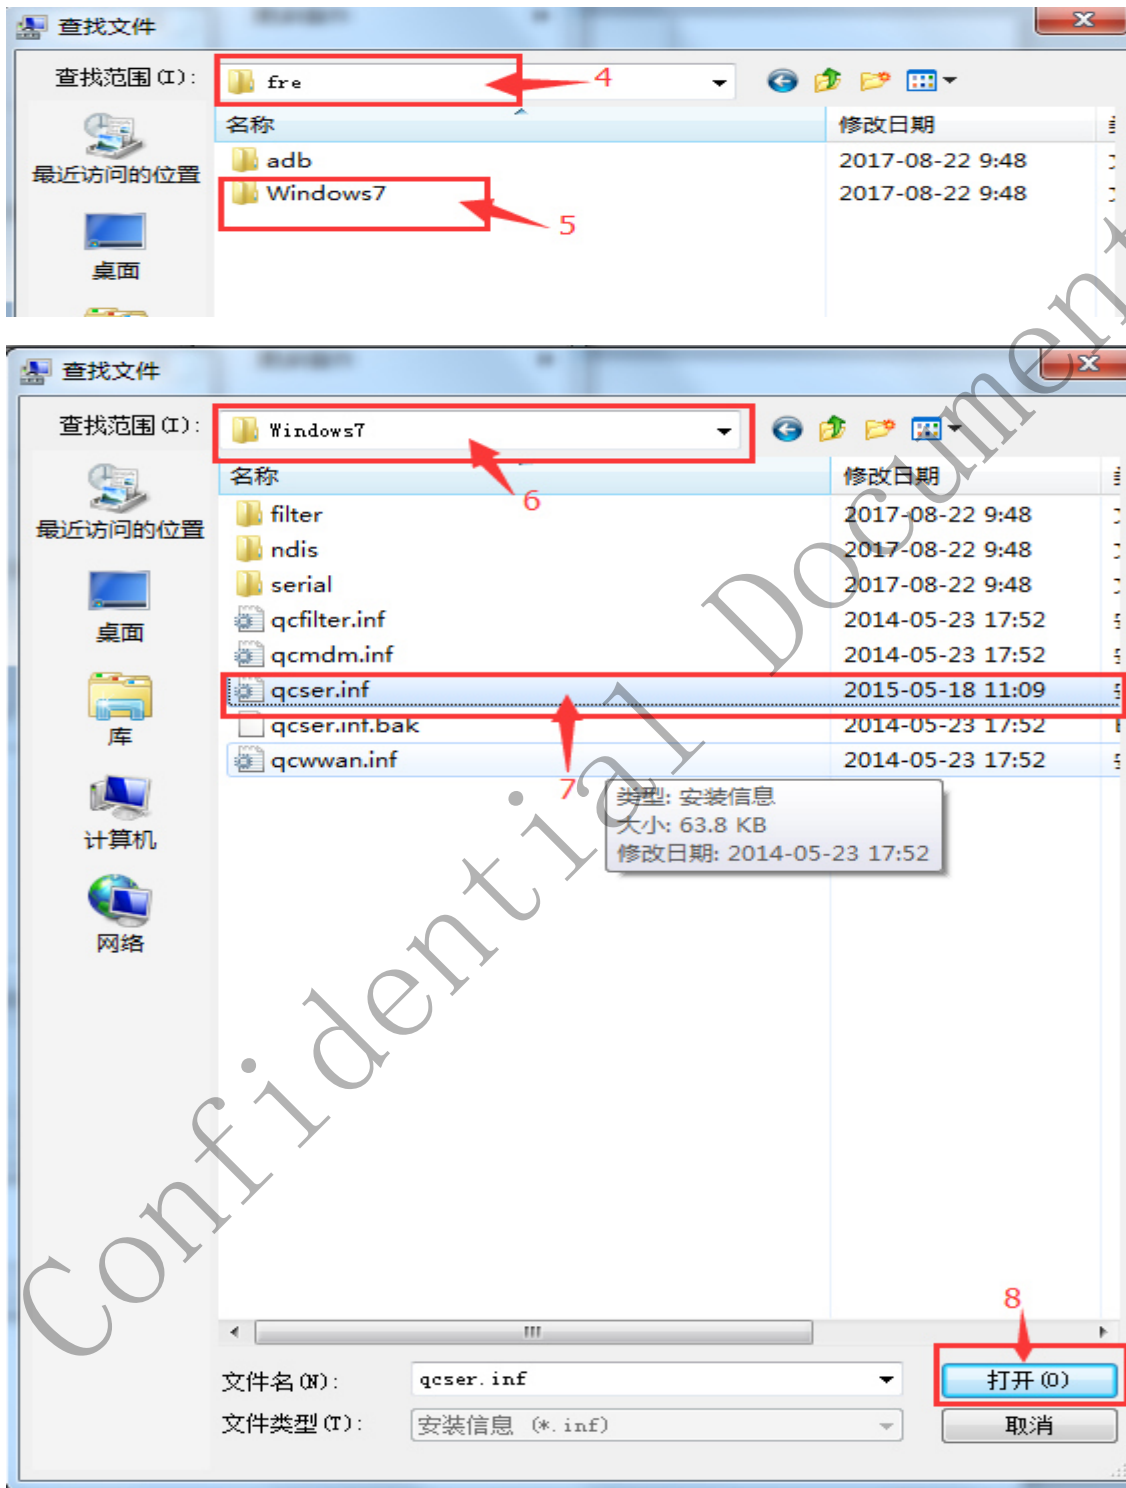 查找文件
查找范围(I): fre 4
名称 修改日期
adb 2017-08-22 9:48
Windows7 2017-08-22 9:48
5
最近访问的位置
桌面
查找文件
查找范围(I): Windows7
6
名称 修改日期
filter 2017-08-22 9:48
ndis 2017-08-22 9:48
serial 2017-08-22 9:48
qcfilter.inf 2014-05-23 17:52
qcmdm.inf 2014-05-23 17:52
qcser.inf 2015-05-18 11:09
qcser.inf.bak 2014-05-23 17:52
qcwwan.inf 2014-05-23 17:52
7
类型: 安装信息
大小: 63.8 KB
修改日期: 2014-05-23 17:52
最近访问的位置
桌面
库
计算机
网络
8
文件名(N): qcser.inf 打开(O)
文件类型(T): 安装信息 (*.inf) 取消
Confidential Document